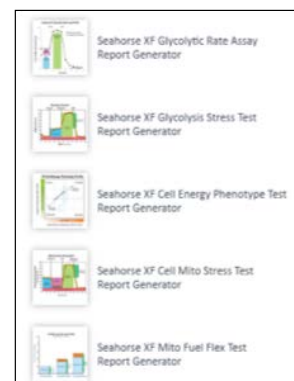 Seahorse XF Glycolytic Rate Assay
Report Generator
Seahorse XF Glycolysis Stress Test
Report Generator
Seahorse XF Cell Energy Phenotype Test
Report Generator
Seahorse XF Cell Mito Stress Test
Report Generator
Seahorse XF Mito Fuel Flex Test
Report Generator